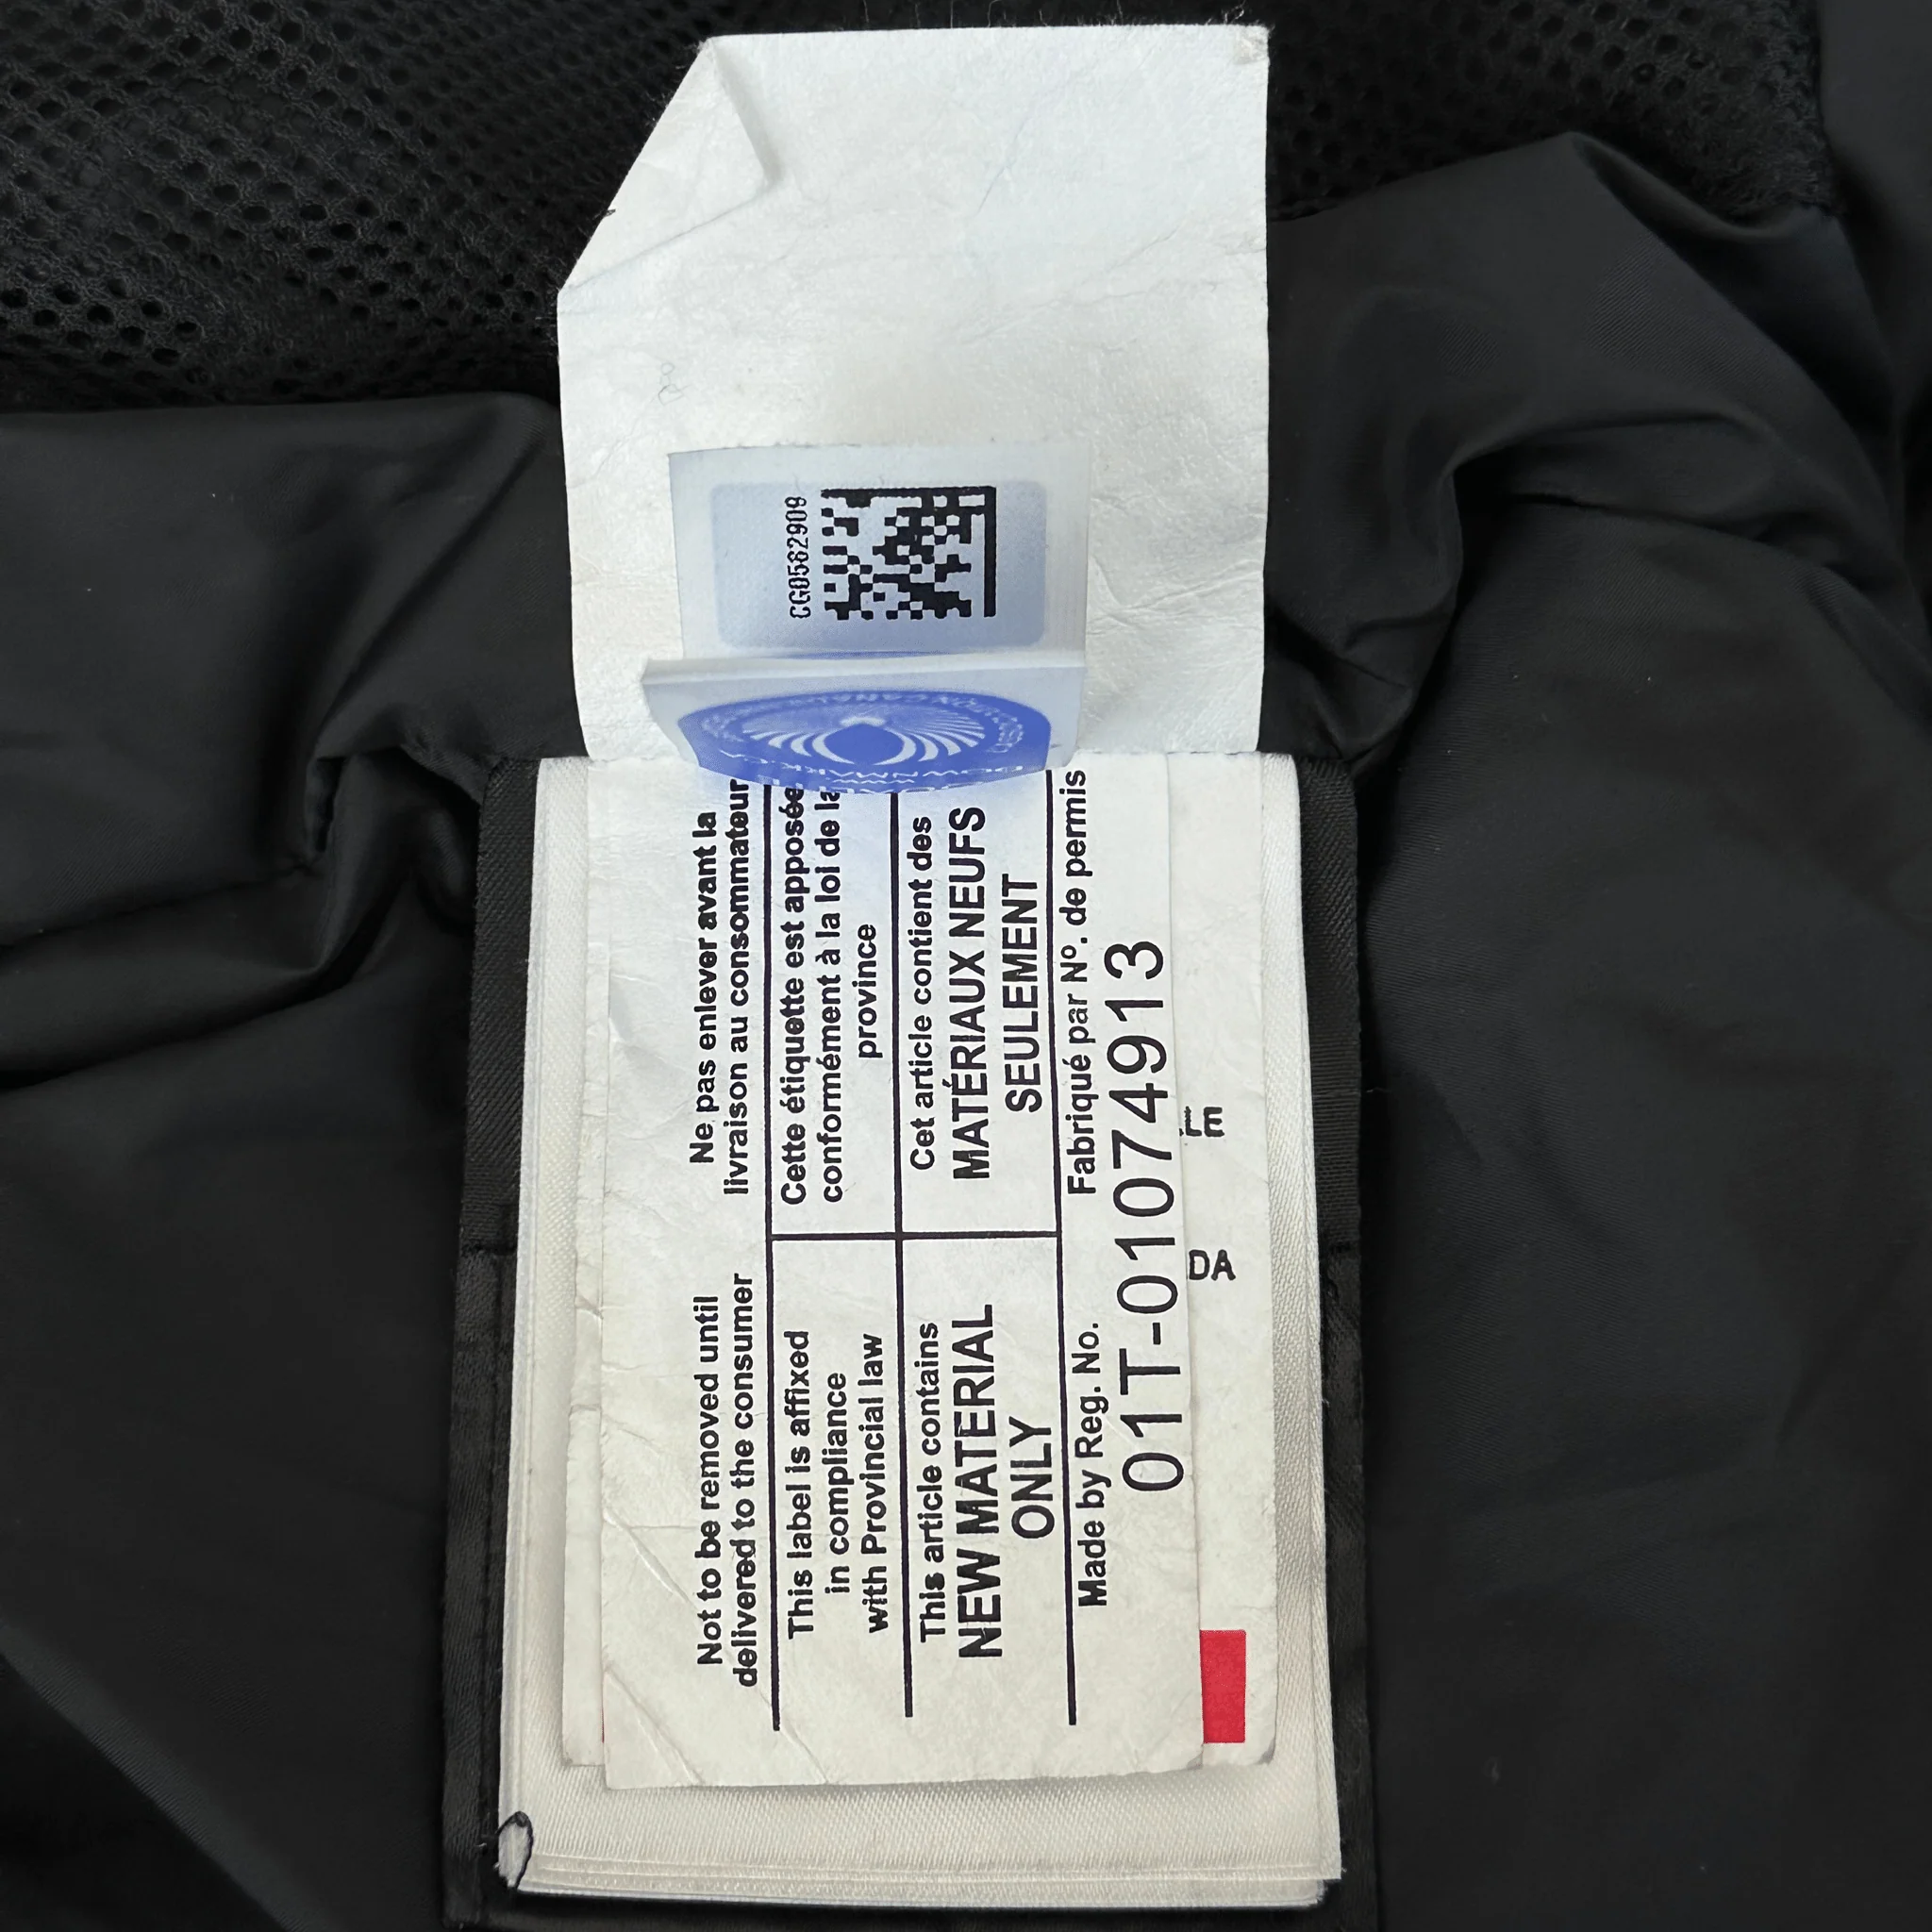 CG0562909
Not to be removed until
delivered to the consumer
Ne pas enlever avant la
livraison au consommateur
This label is affixed
in compliance
with Provincial law
Cette étiquette est apposée
conformément à la loi de la
province
This article contains
NEW MATERIAL
ONLY
Cet article contient des
MATÉRIAUX NEUFS
SEULEMENT
Made by Reg. No.
Fabriqué par Nº. de permis
01T-01074913
LE
DA